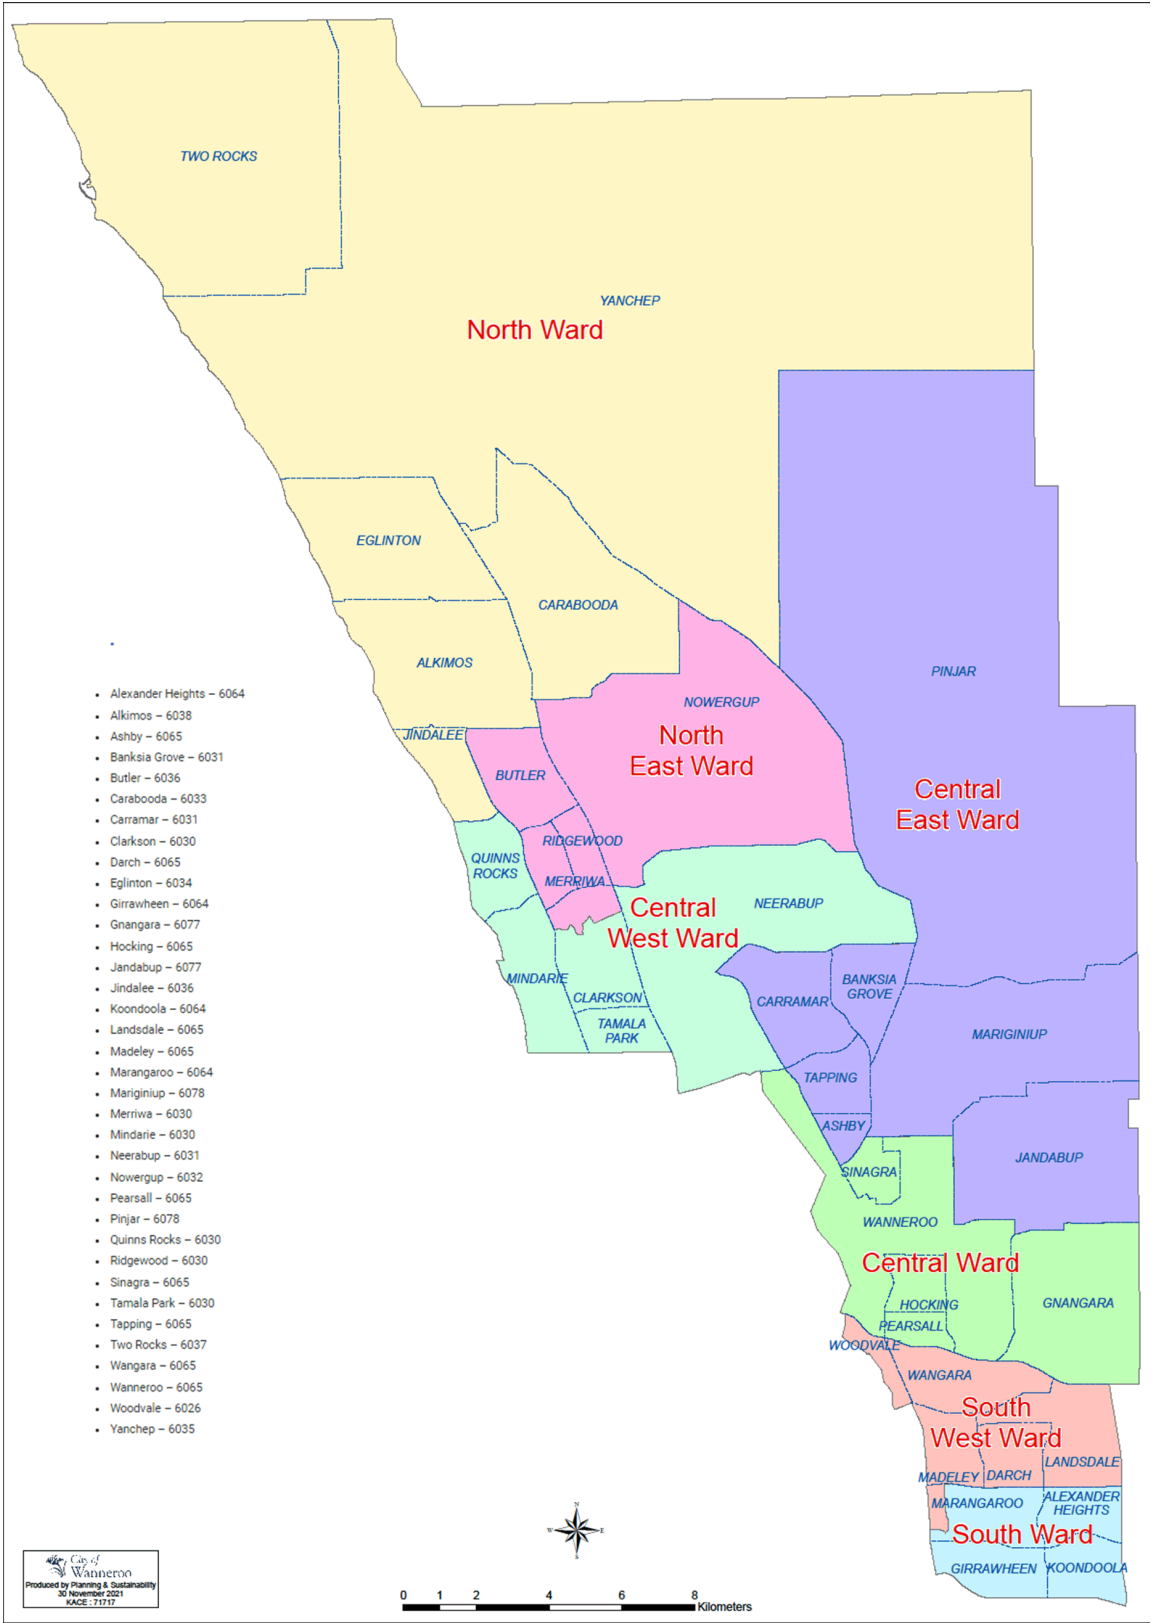 TWO ROCKS
YANCHEP
North Ward
EGLINTON
CARABOODA
ALKIMOS
PINJAR
NOWERGUP
JINDALEE
North
East Ward
BUTLER
Central
East Ward
RIDGEWOOD
QUINNS
ROCKS
MERRIWA
NEERABUP
Central
West Ward
MINDARIE
BANKSIA
GROVE
CLARKSON
CARRAMAR
TAMALA
PARK
MARIGINIUP
TAPPING
ASHBY
JANDABUP
SINAGRA
WANNEROO
Central Ward
HOCKING
GNANGARA
PEARSALL
WOODVALE
WANGARA
South
West Ward
LANDSDALE
MADELEY
DARCH
MARANGAROO
ALEXANDER
HEIGHTS
South Ward
GIRRAWHEEN
KOONDOOLA
• Alexander Heights – 6064
• Alkimos – 6038
• Ashby – 6065
• Banksia Grove – 6031
• Butler – 6036
• Carabooda – 6033
• Carramar – 6031
• Clarkson – 6030
• Darch – 6065
• Eglinton – 6034
• Girrawheen – 6064
• Gnangara – 6077
• Hocking – 6065
• Jandabup – 6077
• Jindalee – 6036
• Koondoola – 6064
• Landsdale – 6065
• Madeley – 6065
• Marangaroo – 6064
• Mariginiup – 6078
• Merriwa – 6030
• Mindarie – 6030
• Neerabup – 6031
• Nowergup – 6032
• Pearsall – 6065
• Pinjar – 6078
• Quinns Rocks – 6030
• Ridgewood – 6030
• Sinagra – 6065
• Tamala Park – 6030
• Tapping – 6065
• Two Rocks – 6037
• Wangara – 6065
• Wanneroo – 6065
• Woodvale – 6026
• Yanchep – 6035
N
W E
S
City of
Wanneroo
Produced by Planning & Sustainability
30 November 2021
KACE : 71717
0 1 2 4 6 8
Kilometers